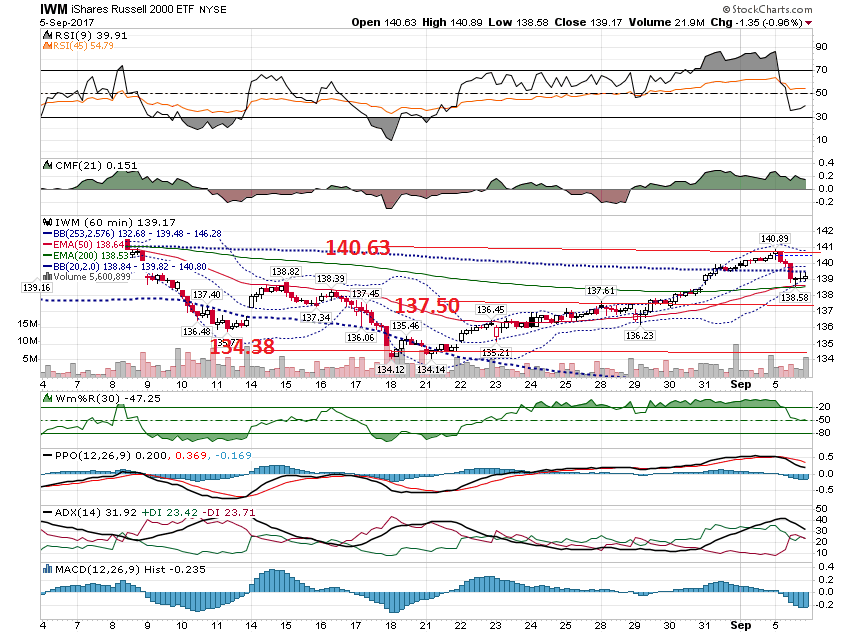 IWM iShares Russell 2000 ETF NYSE
© StockCharts.com
5-Sep-2017
Open 140.63 High 140.89 Low 138.58 Close 139.17 Volume 21.9M Chg -1.35 (-0.96%)
RSI(9) 39.91
RSI(45) 54.79
90
70
50
30
10
CMF(21) 0.151
0.4
0.2
0.0
-0.2
IWM (60 min) 139.17
BB(253,2.576) 132.68 - 139.48 - 146.28
EMA(50) 138.64
EMA(200) 138.53
BB(20,2.0) 138.84 - 139.82 - 140.80
Volume 5,600,899
142
141
140
139
138
137
136
135
134
15M
10M
5M
139.16
140.63
140.89
138.82
138.39
137.40
137.45
137.50
137.61
138.58
137.34
136.45
136.48
136.06
135.46
136.23
134.38
135.21
134.12
134.14
4 7 8 9 10 11 14 15 16 17 18 21 22 23 24 25 28 29 30 31 Sep 5
Wm%R(30) -47.25
-20
-50
-80
PPO(12,26,9) 0.200, 0.369, -0.169
0.5
0.0
-0.5
ADX(14) 31.92 +DI 23.42 -DI 23.71
50
40
30
20
10
MACD(12,26,9) Hist -0.235
0.4
0.2
0.0
-0.2
4 7 8 9 10 11 14 15 16 17 18 21 22 23 24 25 28 29 30 31 Sep 5